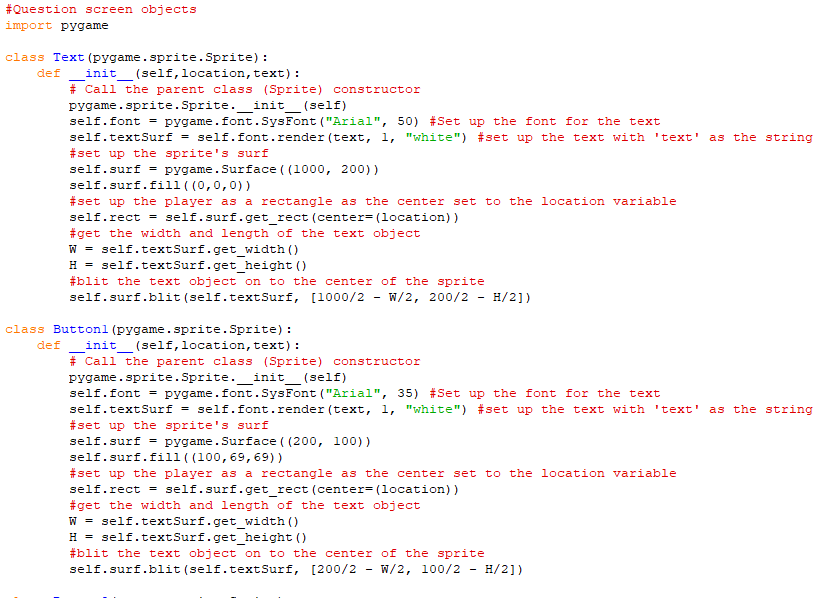 #Question screen objects
import pygame

class Text(pygame.sprite.Sprite):
    def __init__(self,location,text):
        # Call the parent class (Sprite) constructor
        pygame.sprite.Sprite.__init__(self)
        self.font = pygame.font.SysFont("Arial", 50) #Set up the font for the text
        self.textSurf = self.font.render(text, 1, "white") #set up the text with 'text' as the string
        #set up the sprite's surf
        self.surf = pygame.Surface((1000, 200))
        self.surf.fill((0,0,0))
        #set up the player as a rectangle as the center set to the location variable
        self.rect = self.surf.get_rect(center=(location))
        #get the width and length of the text object
        W = self.textSurf.get_width()
        H = self.textSurf.get_height()
        #blit the text object on to the center of the sprite
        self.surf.blit(self.textSurf, [1000/2 - W/2, 200/2 - H/2])

class Button1(pygame.sprite.Sprite):
    def __init__(self,location,text):
        # Call the parent class (Sprite) constructor
        pygame.sprite.Sprite.__init__(self)
        self.font = pygame.font.SysFont("Arial", 35) #Set up the font for the text
        self.textSurf = self.font.render(text, 1, "white") #set up the text with 'text' as the string
        #set up the sprite's surf
        self.surf = pygame.Surface((200, 100))
        self.surf.fill((100,69,69))
        #set up the player as a rectangle as the center set to the location variable
        self.rect = self.surf.get_rect(center=(location))
        #get the width and length of the text object
        W = self.textSurf.get_width()
        H = self.textSurf.get_height()
        #blit the text object on to the center of the sprite
        self.surf.blit(self.textSurf, [200/2 - W/2, 100/2 - H/2])